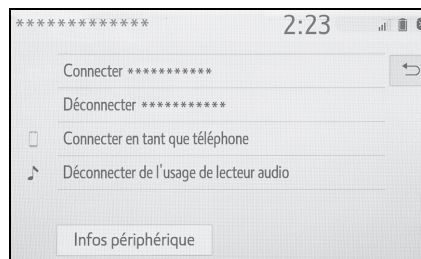 ************* 2:23
Connecter ***********
Déconnecter ***********
Connecter en tant que téléphone
Déconnecter de l'usage de lecteur audio
Infos périphérique